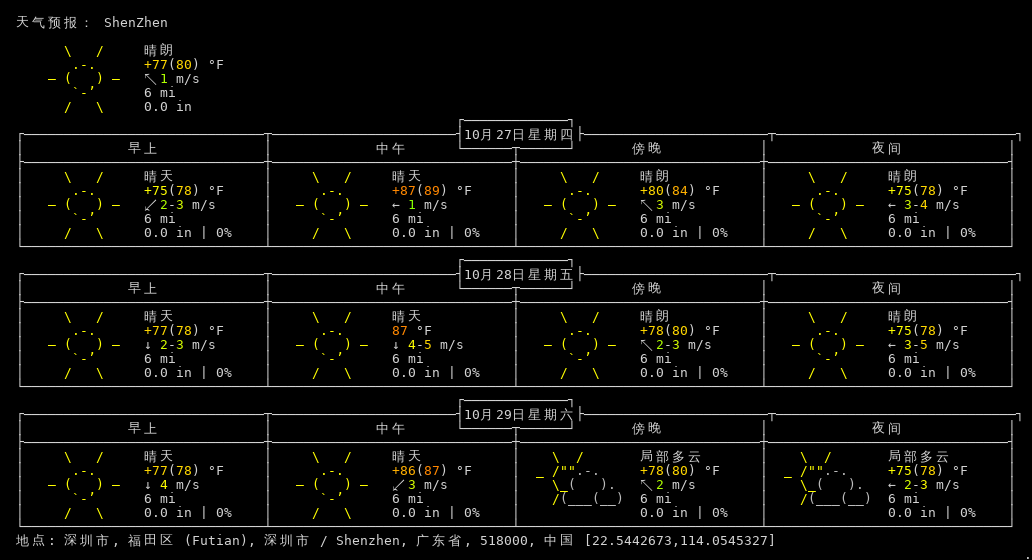 天气预报： ShenZhen
晴朗
+77(80) °F
↖ 1 m/s
6 mi
0.0 in
10月27日星期四
早上 中午 傍晚 夜间
晴天 晴天 晴朗 晴朗
+75(78) °F +87(89) °F +80(84) °F +75(78) °F
↙ 2-3 m/s ← 1 m/s ↖ 3 m/s ← 3-4 m/s
6 mi 6 mi 6 mi 6 mi
0.0 in | 0% 0.0 in | 0% 0.0 in | 0% 0.0 in | 0%
10月28日星期五
早上 中午 傍晚 夜间
晴天 晴天 晴朗 晴朗
+77(78) °F 87 °F +78(80) °F +75(78) °F
↓ 2-3 m/s ↓ 4-5 m/s ↖ 2-3 m/s ← 3-5 m/s
6 mi 6 mi 6 mi 6 mi
0.0 in | 0% 0.0 in | 0% 0.0 in | 0% 0.0 in | 0%
10月29日星期六
早上 中午 傍晚 夜间
晴天 晴天 局部多云 局部多云
+77(78) °F +86(87) °F +78(80) °F +75(78) °F
↓ 4 m/s ↙ 3 m/s ↖ 2 m/s ← 2-3 m/s
6 mi 6 mi 6 mi 6 mi
0.0 in | 0% 0.0 in | 0% 0.0 in | 0% 0.0 in | 0%
地点: 深圳市, 福田区 (Futian), 深圳市 / Shenzhen, 广东省, 518000, 中国 [22.5442673,114.0545327]